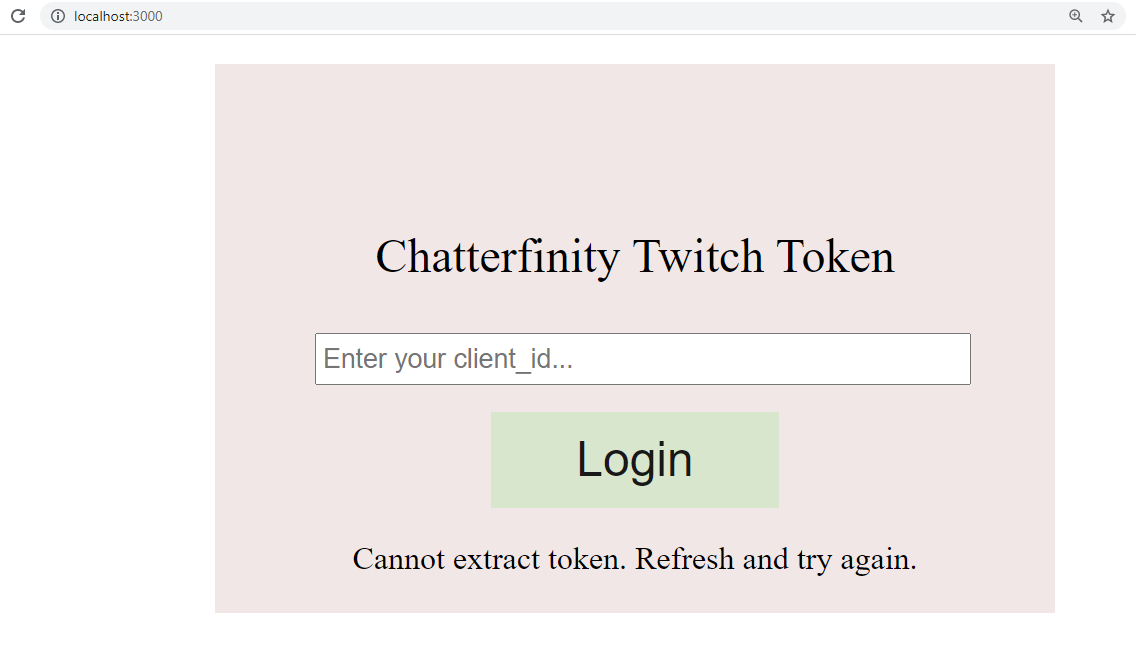 localhost:3000
Chatterfinity Twitch Token
Enter your client_id...
Login
Cannot extract token. Refresh and try again.